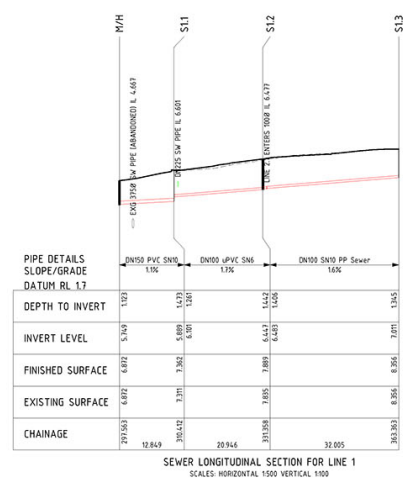 M/H
S1.1
S1.2
S1.3
EXG 375Ø SW PIPE (ABANDONED) IL 4.667
DN225 SW PIPE IL 6.601
LINE 2, ENTERS 100Ø IL 6.477
PIPE DETAILS DN150 PVC SN10 DN100 uPVC SN6 DN100 SN10 PP Sewer
SLOPE/GRADE 1.1% 1.7% 1.6%
DATUM RL 1.7
DEPTH TO INVERT 1.123 1.473 1.261 1.442 1.406 1.345
INVERT LEVEL 5.749 5.889 6.101 6.447 6.483 7.011
FINISHED SURFACE 6.872 7.362 7.889 8.356
EXISTING SURFACE 6.872 7.311 7.835 8.356
CHAINAGE 297.563 310.412 331.358 363.363
12.849 20.946 32.005
SEWER LONGITUDINAL SECTION FOR LINE 1
SCALES: HORIZONTAL 1:500 VERTICAL 1:100